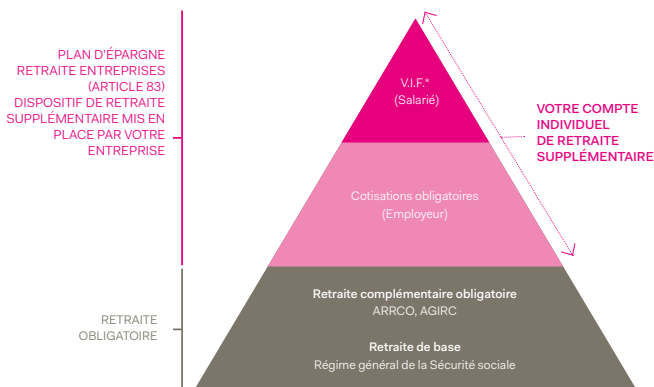 PLAN D'ÉPARGNE
RETRAITE ENTREPRISES
(ARTICLE 83)
DISPOSITIF DE RETRAITE
SUPPLÉMENTAIRE MIS EN
PLACE PAR VOTRE
ENTREPRISE
V.I.F.*
(Salarié)
VOTRE COMPTE
INDIVIDUEL
DE RETRAITE
SUPPLÉMENTAIRE
Cotisations obligatoires
(Employeur)
RETRAITE
OBLIGATOIRE
Retraite complémentaire obligatoire
ARRCO, AGIRC
Retraite de base
Régime général de la Sécurité sociale